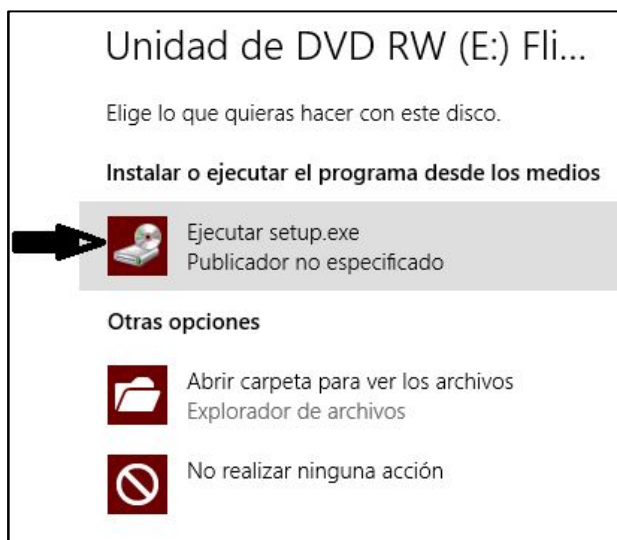 Unidad de DVD RW (E:) Fli...
Elige lo que quieras hacer con este disco.
Instalar o ejecutar el programa desde los medios
Ejecutar setup.exe
Publicador no especificado
Otras opciones
Abrir carpeta para ver los archivos
Explorador de archivos
No realizar ninguna acción